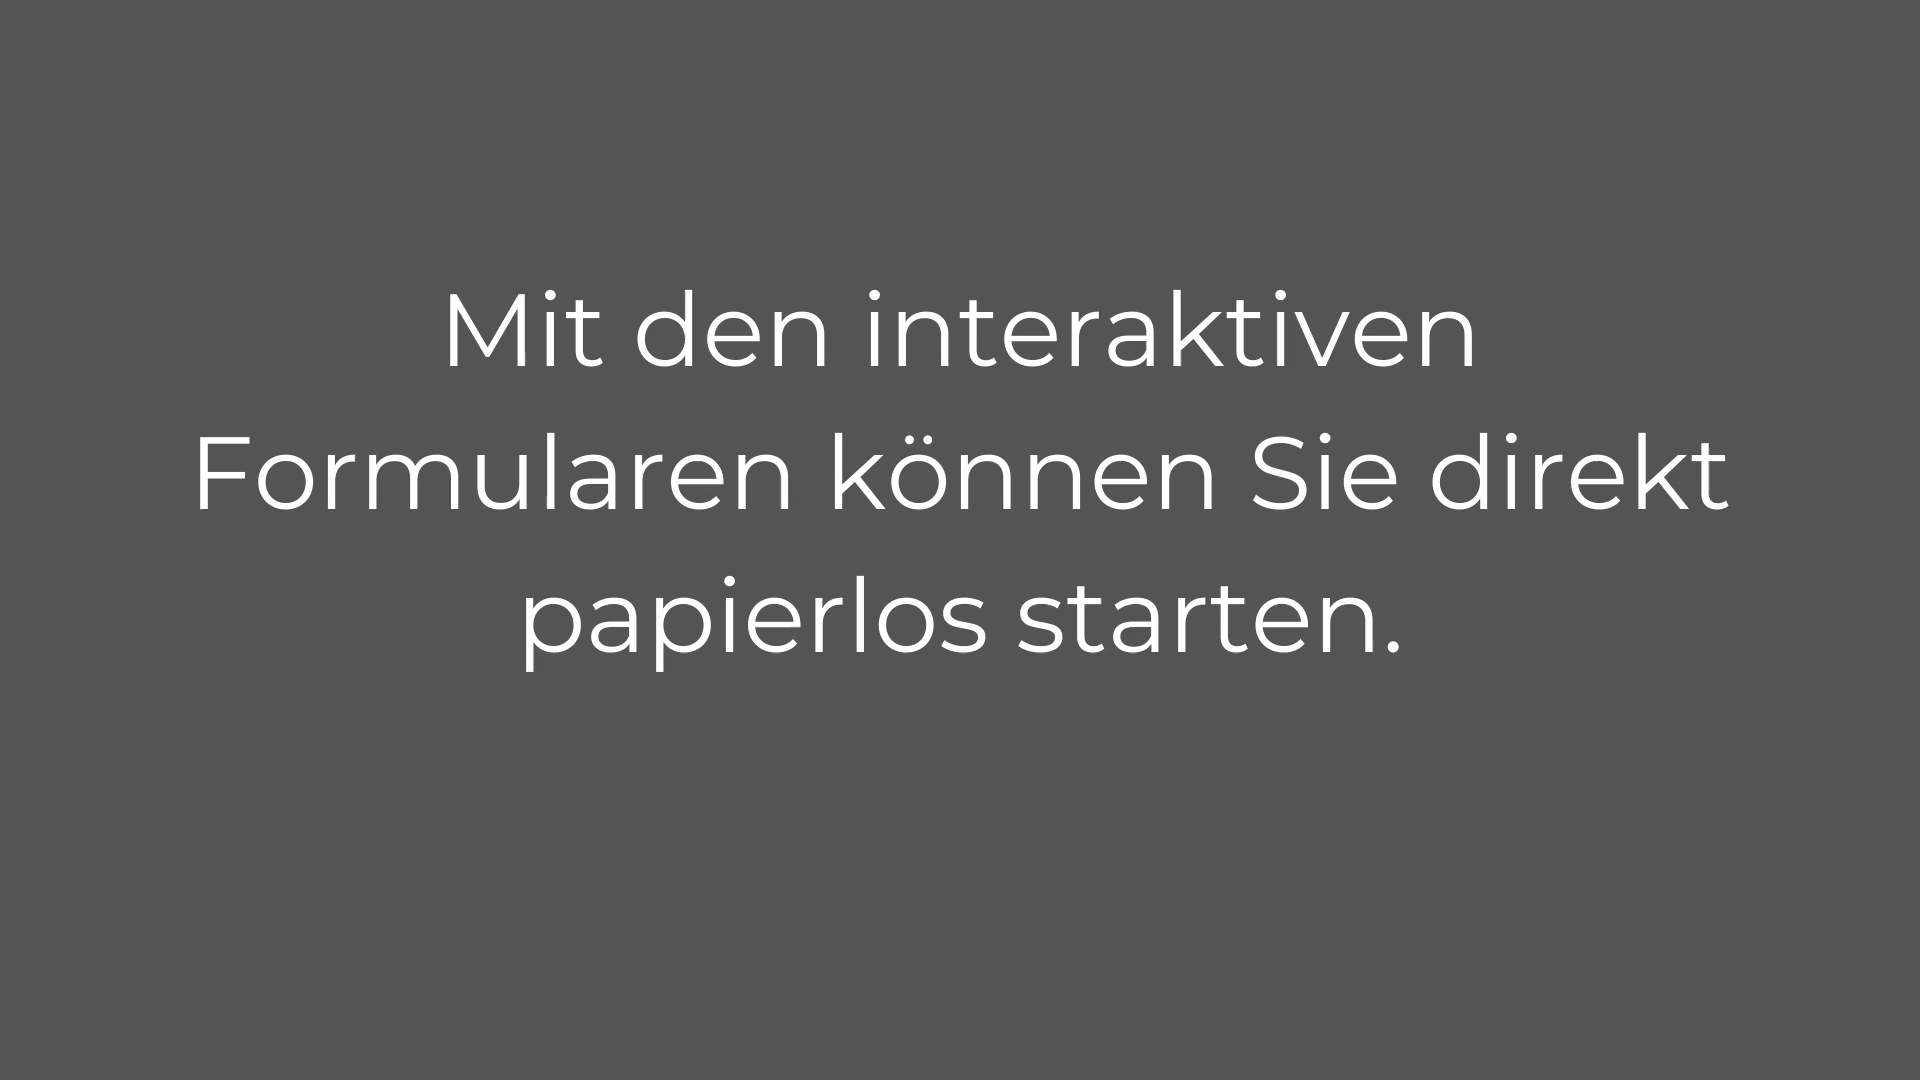 Mit den interaktiven
Formularen können Sie direkt
papierlos starten.